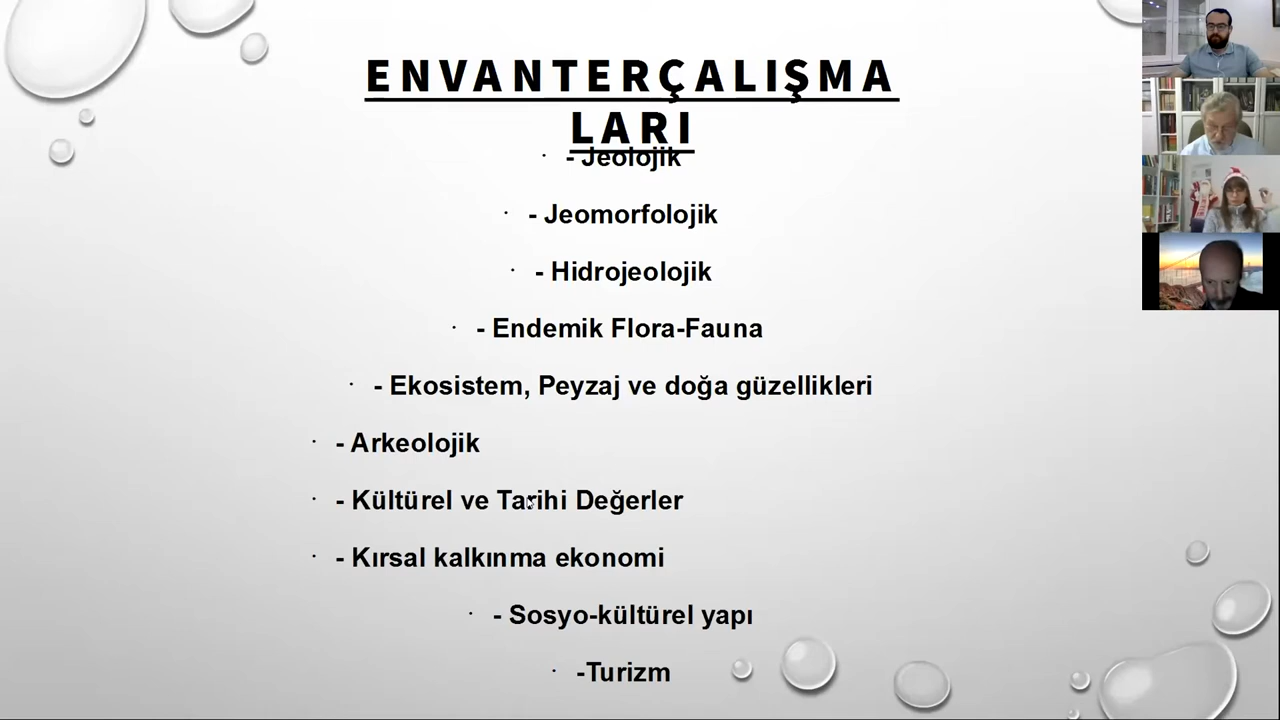 ENVANTERÇALIŞMA
LARI
· - Jeolojik
· - Jeomorfolojik
· - Hidrojeolojik
· - Endemik Flora-Fauna
· - Ekosistem, Peyzaj ve doğa güzellikleri
· - Arkeolojik
· - Kültürel ve Tarihi Değerler
· - Kırsal kalkınma ekonomi
· - Sosyo-kültürel yapı
· -Turizm